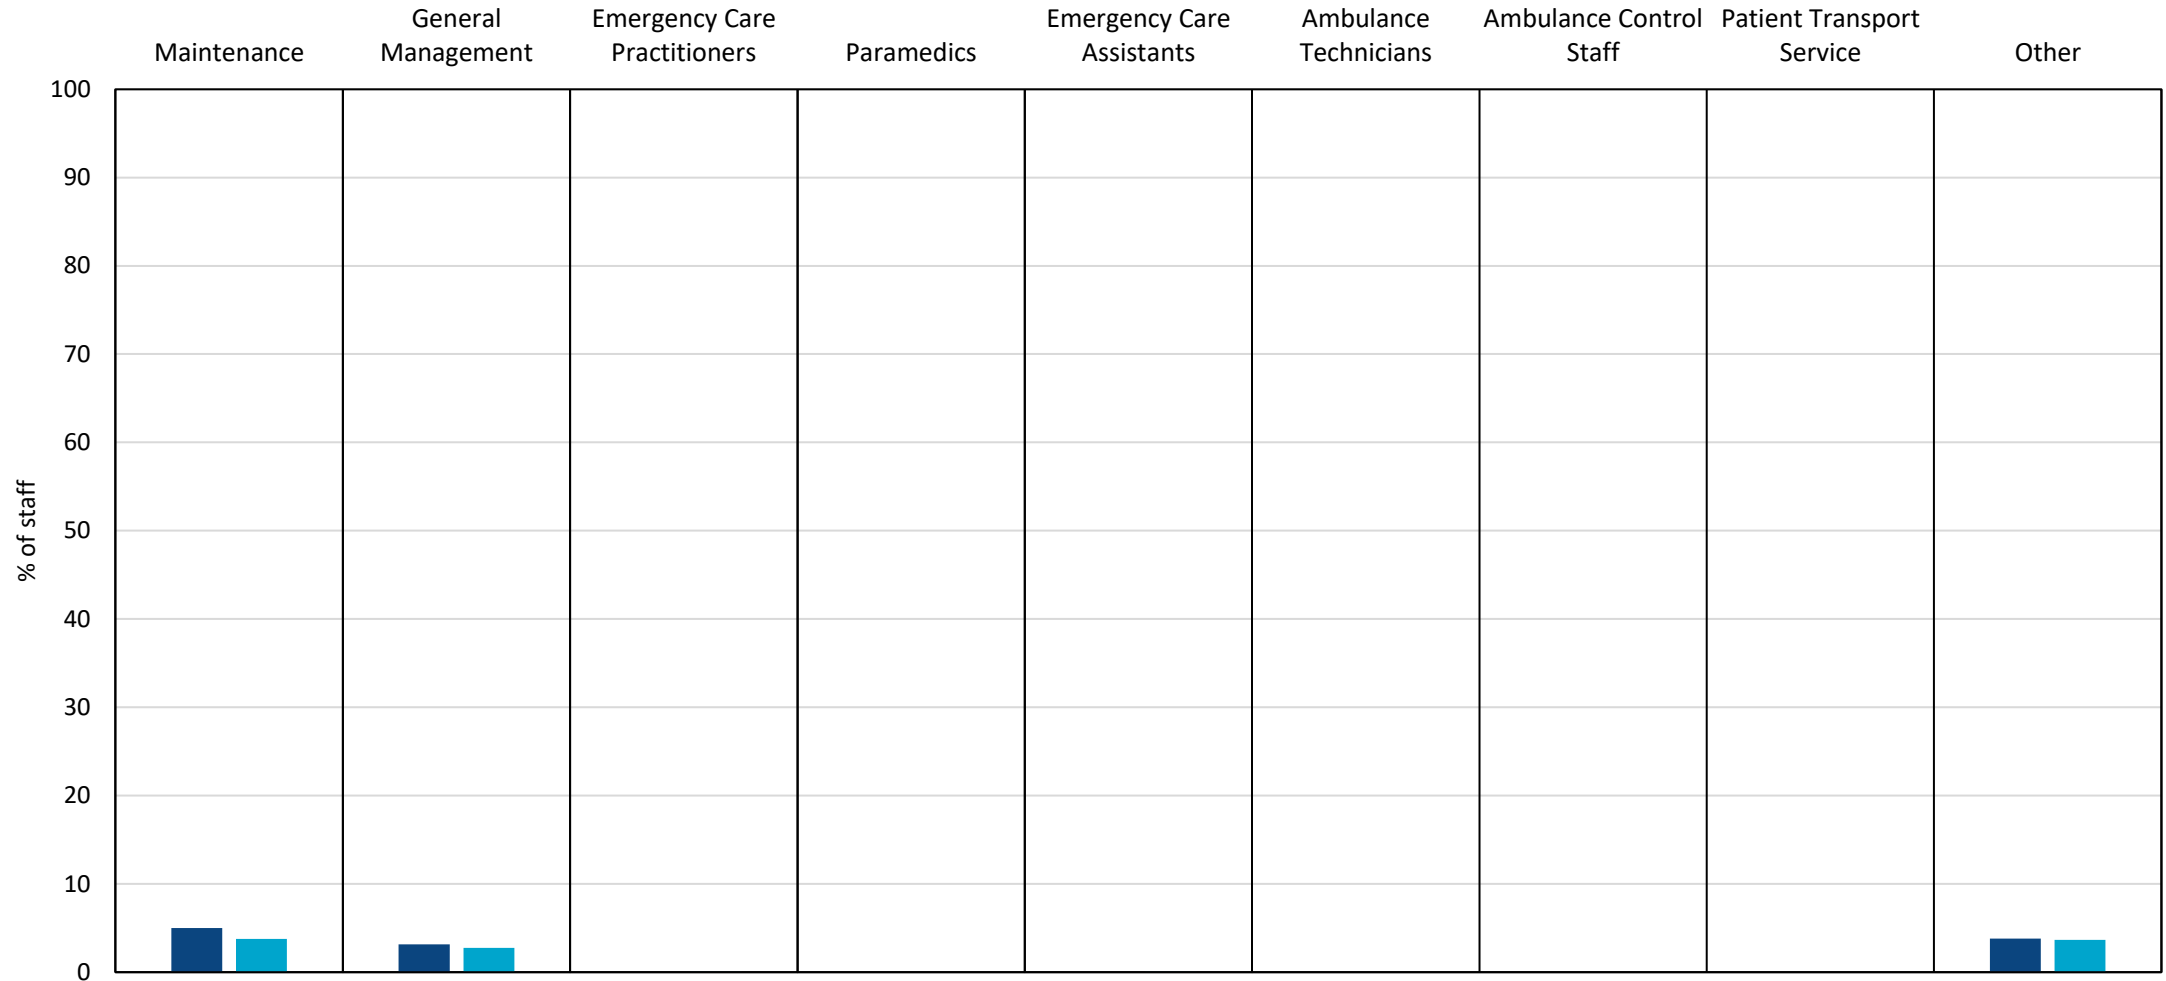 Maintenance
General
Management
Emergency Care
Practitioners
Paramedics
Emergency Care
Assistants
Ambulance
Technicians
Ambulance Control
Staff
Patient Transport
Service
Other
% of staff
100
90
80
70
60
50
40
30
20
10
0